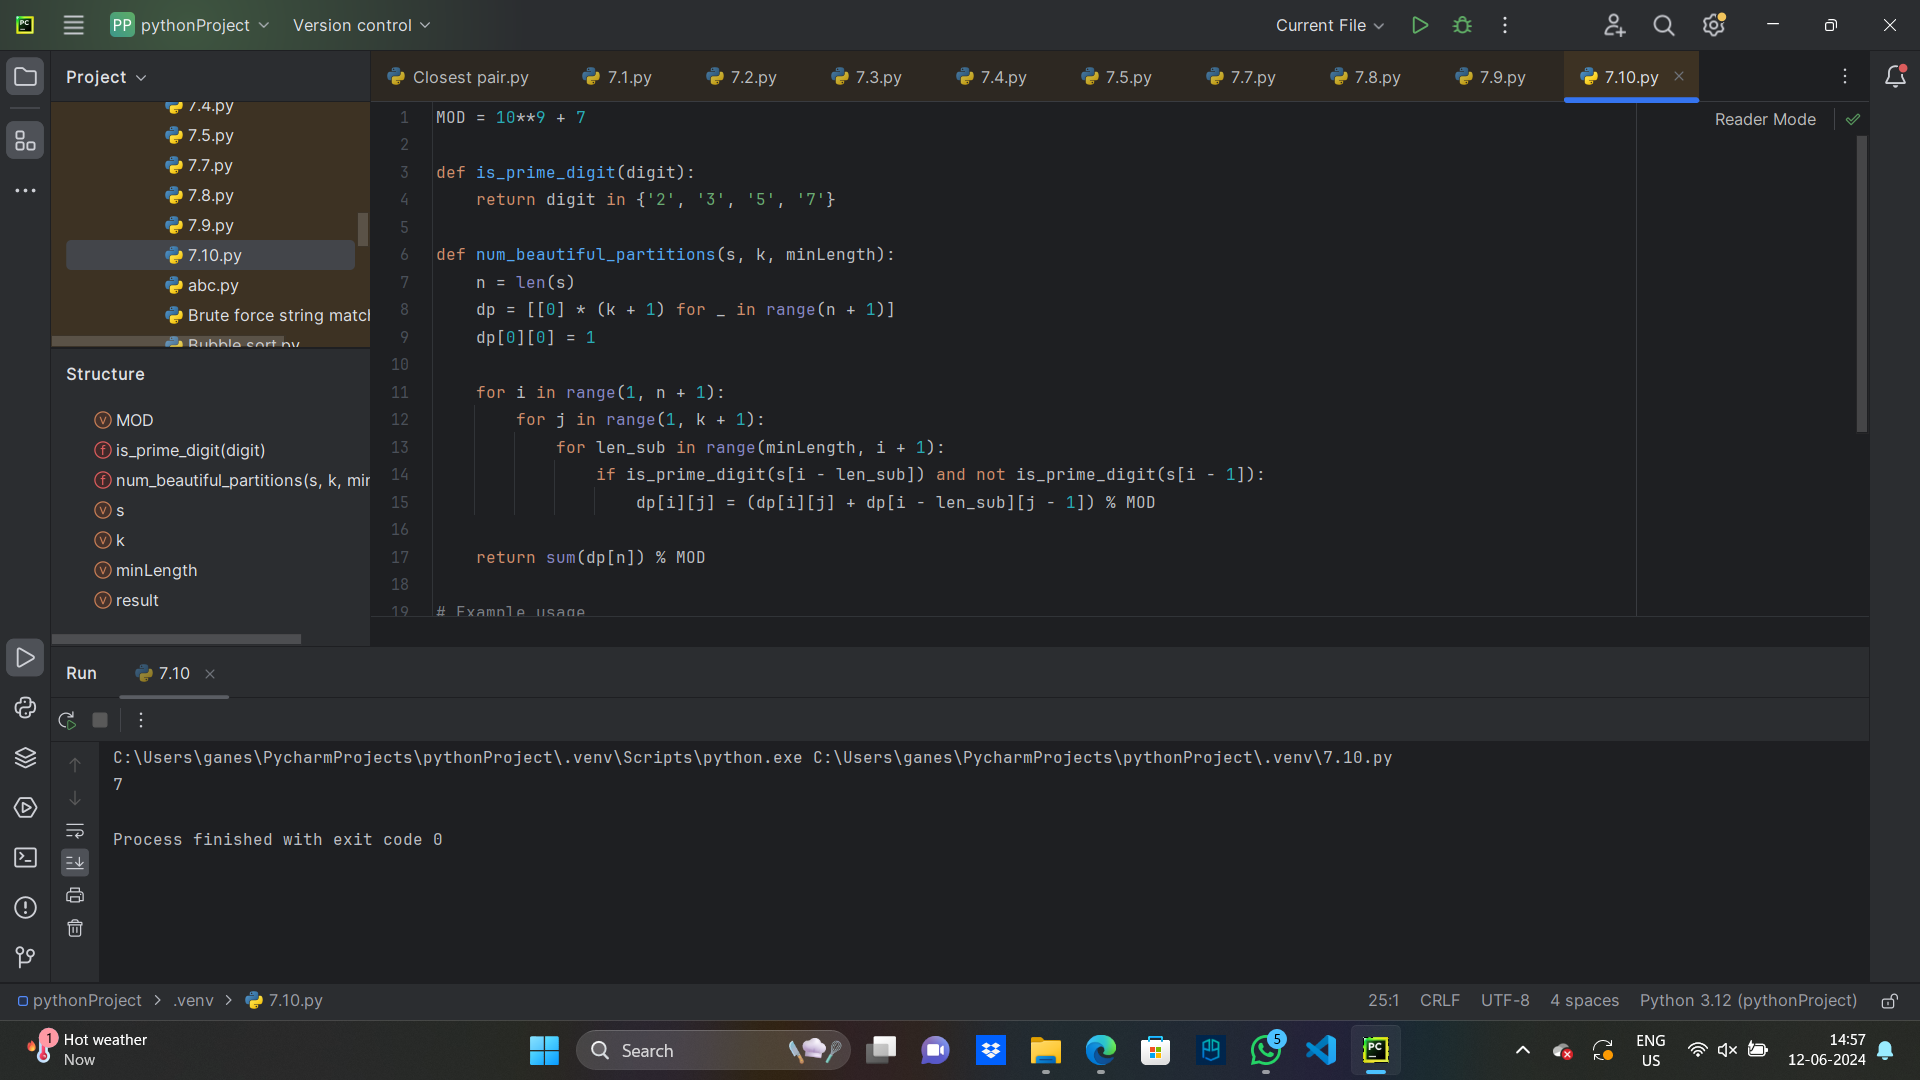 PC
PP pythonProject
Version control
Current File
Project
Closest pair.py
7.1.py
7.2.py
7.3.py
7.4.py
7.5.py
7.7.py
7.8.py
7.9.py
7.10.py
7.4.py
7.5.py
7.7.py
7.8.py
7.9.py
7.10.py
abc.py
Brute force string matc
Bubble sort.py
Structure
MOD
is_prime_digit(digit)
num_beautiful_partitions(s, k, mi
s
k
minLength
result
Reader Mode
1 MOD = 10**9 + 7
2
3 def is_prime_digit(digit):
4 return digit in {'2', '3', '5', '7'}
5
6 def num_beautiful_partitions(s, k, minLength):
7 n = len(s)
8 dp = [[0] * (k + 1) for _ in range(n + 1)]
9 dp[0][0] = 1
10
11 for i in range(1, n + 1):
12 for j in range(1, k + 1):
13 for len_sub in range(minLength, i + 1):
14 if is_prime_digit(s[i - len_sub]) and not is_prime_digit(s[i - 1]):
15 dp[i][j] = (dp[i][j] + dp[i - len_sub][j - 1]) % MOD
16
17 return sum(dp[n]) % MOD
18
19 # Example usage
Run
7.10
C:\Users\ganes\PycharmProjects\pythonProject\.venv\Scripts\python.exe C:\Users\ganes\PycharmProjects\pythonProject\.venv\7.10.py
7
Process finished with exit code 0
pythonProject > .venv > 7.10.py
25:1 CRLF UTF-8 4 spaces Python 3.12 (pythonProject)
1
Hot weather
Now
Search
5
PC
ENG
US
14:57
12-06-2024